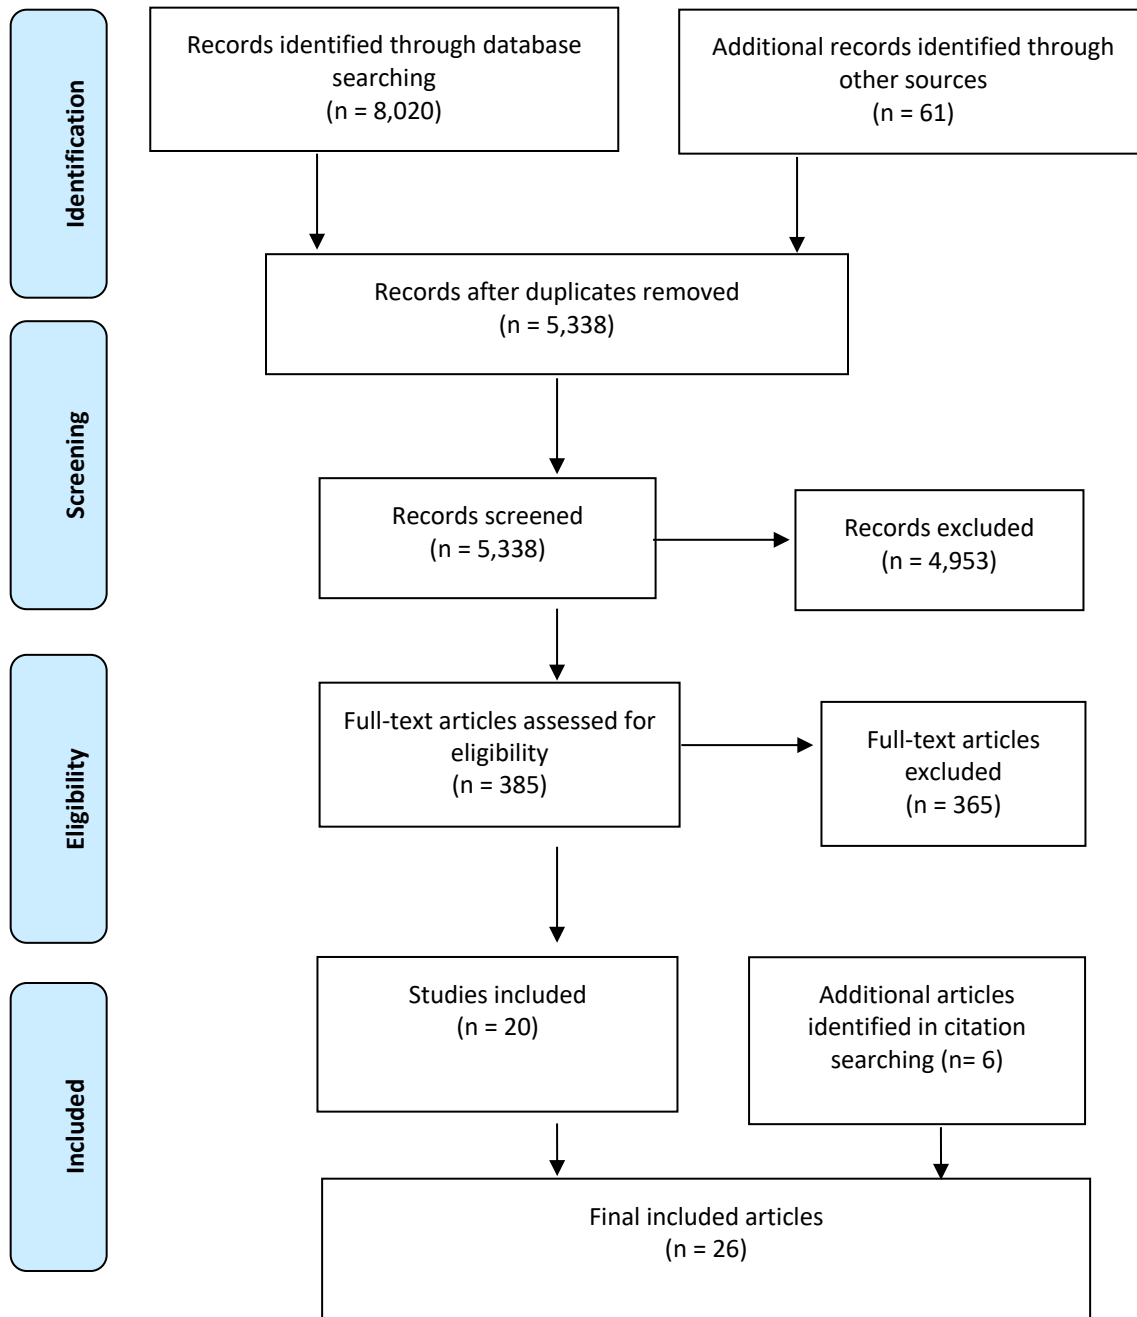 Identification
Records identified through database
searching
(n = 8,020)
Additional records identified through
other sources
(n = 61)
Records after duplicates removed
(n = 5,338)
Screening
Records screened
(n = 5,338)
Records excluded
(n = 4,953)
Eligibility
Full-text articles assessed for
eligibility
(n = 385)
Full-text articles
excluded
(n = 365)
Included
Studies included
(n = 20)
Additional articles
identified in citation
searching (n= 6)
Final included articles
(n = 26)